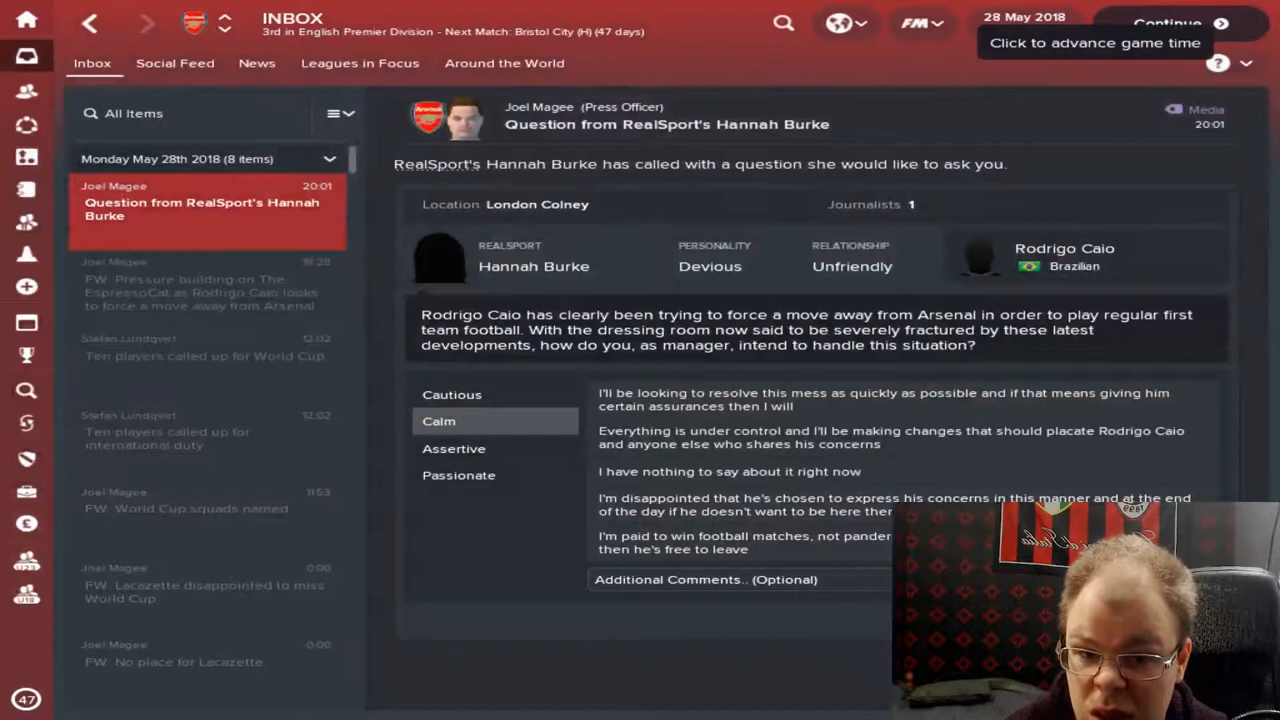 INBOX
3rd in English Premier Division - Next Match: Bristol City (H) (47 days)
FM
28 May 2018
Continue
Click to advance game time
Inbox
Social Feed
News
Leagues in Focus
Around the World
?
All Items
Monday May 28th 2018 (8 items)
Joel Magee 20:01
Question from RealSport's Hannah
Burke
Joel Magee 18:28
FW: Pressure building on The
EspressoCat as Rodrigo Caio looks
to force a move away from Arsenal
Stefan Lundqvist 12:02
Ten players called up for World Cup
Stefan Lundqvist 12:02
Ten players called up for
international duty
Joel Magee 11:53
FW: World Cup squads named
Joel Magee 0:00
FW: Lacazette disappointed to miss
World Cup
Joel Magee 0:00
FW: No place for Lacazette
U23
U18
47
Arsenal
Joel Magee (Press Officer)
Question from RealSport's Hannah Burke
Media
20:01
RealSport's Hannah Burke has called with a question she would like to ask you.
Location London Colney
Journalists 1
REALSPORT
Hannah Burke
PERSONALITY
Devious
RELATIONSHIP
Unfriendly
Rodrigo Caio
Brazilian
Rodrigo Caio has clearly been trying to force a move away from Arsenal in order to play regular first
team football. With the dressing room now said to be severely fractured by these latest
developments, how do you, as manager, intend to handle this situation?
Cautious
Calm
Assertive
Passionate
I'll be looking to resolve this mess as quickly as possible and if that means giving him
certain assurances then I will
Everything is under control and I'll be making changes that should placate Rodrigo Caio
and anyone else who shares his concerns
I have nothing to say about it right now
I'm disappointed that he's chosen to express his concerns in this manner and at the end
of the day if he doesn't want to be here
I'm paid to win football matches, not pander
then he's free to leave
Additional Comments.. (Optional)
1899